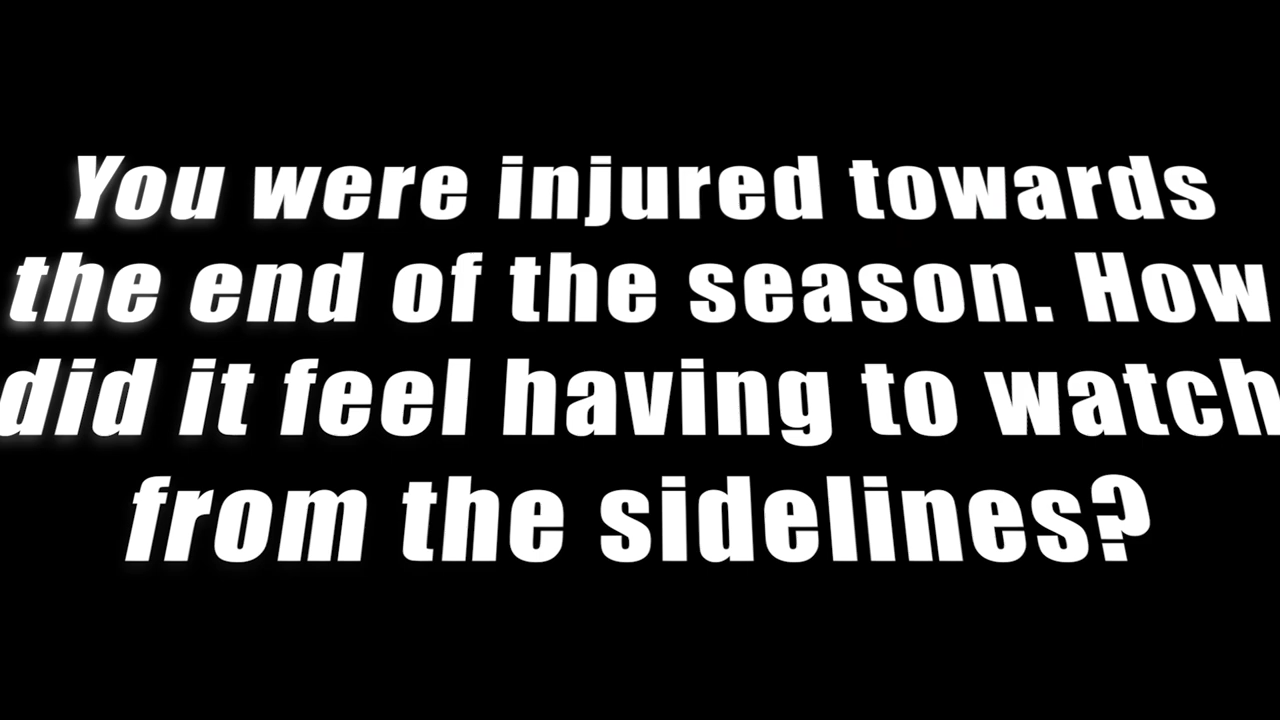 You were injured towards
the end of the season. How
did it feel having to watch
from the sidelines?